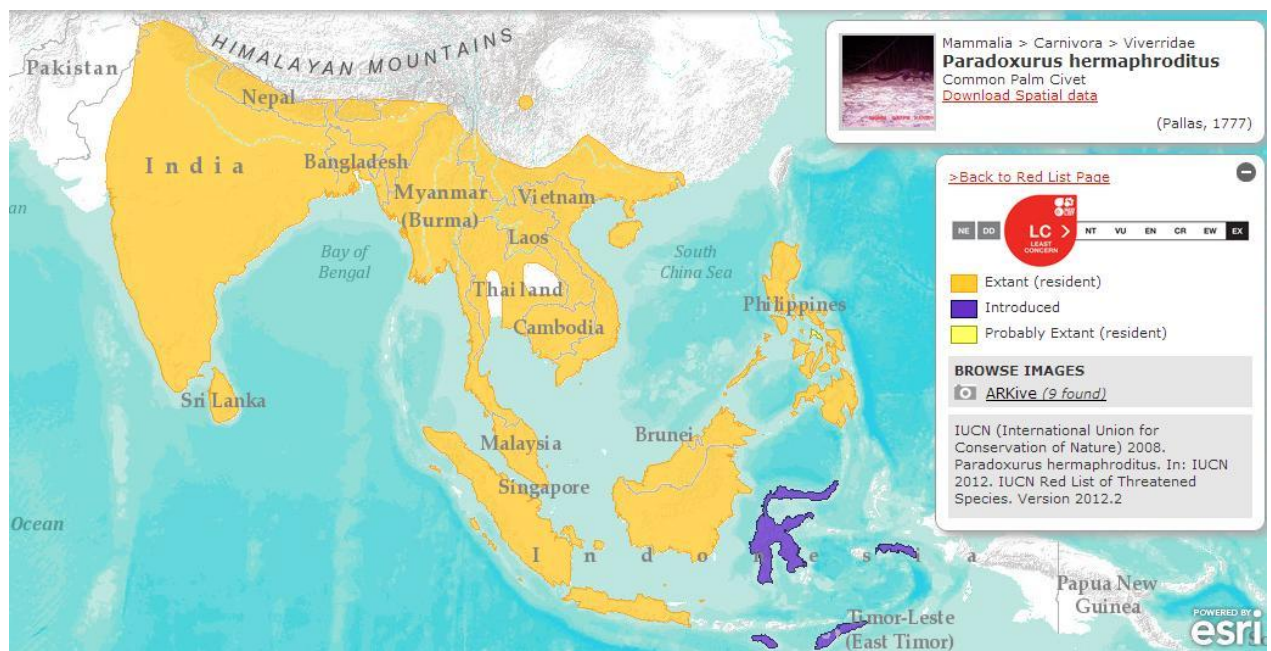 HIMALAYAN MOUNTAINS
Pakistan
Nepal
India
Bangladesh
Myanmar
(Burma)
Vietnam
Laos
Bay of
Bengal
South
China Sea
Thailand
Cambodia
Philippines
Sri Lanka
Malaysia
Brunei
Singapore
Ocean
Indonesia
Papua New
Guinea
Timor-Leste
(East Timor)
an
Mammalia > Carnivora > Viverridae
Paradoxurus hermaphroditus
Common Palm Civet
Download Spatial data
(Pallas, 1777)
>Back to Red List Page
NE DD LC > NT VU EN CR EW EX
LEAST
CONCERN
Extant (resident)
Introduced
Probably Extant (resident)
BROWSE IMAGES
ARKive (9 found)
IUCN (International Union for
Conservation of Nature) 2008.
Paradoxurus hermaphroditus. In: IUCN
2012. IUCN Red List of Threatened
Species. Version 2012.2
POWERED BY
esri